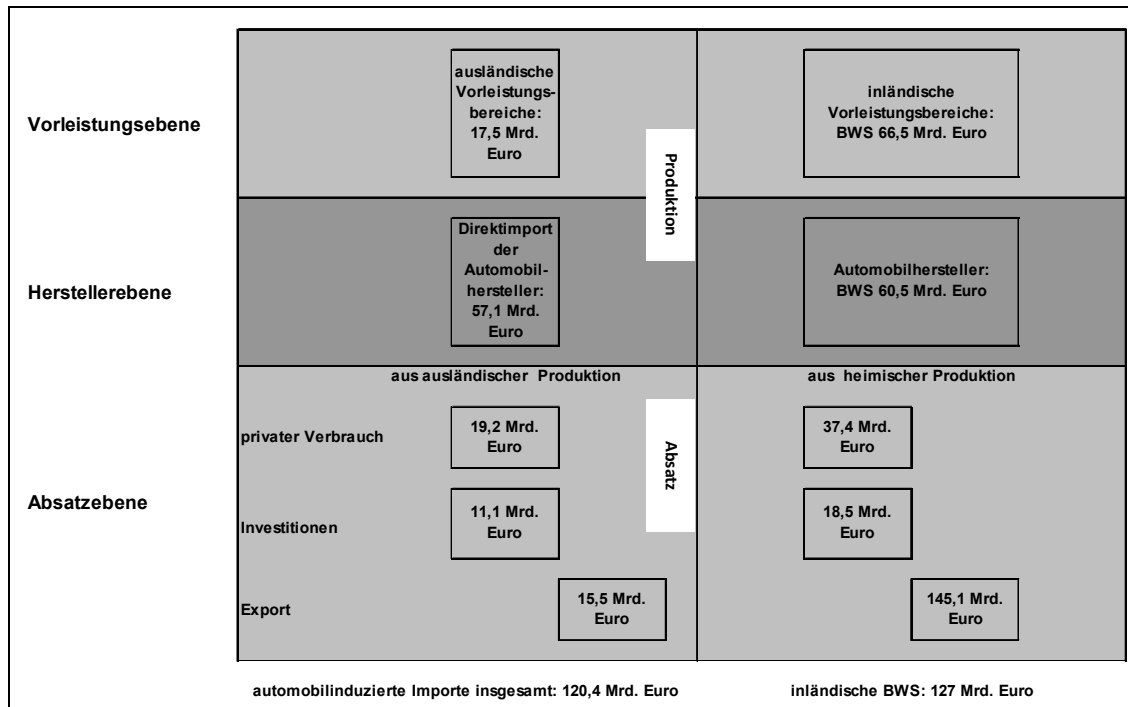 Vorleistungsebene
ausländische
Vorleistungs-
bereiche:
17,5 Mrd.
Euro
inländische
Vorleistungsbereiche:
BWS 66,5 Mrd. Euro
Produktion
Herstellerebene
Direktimport
der
Automobil-
hersteller:
57,1 Mrd.
Euro
Automobilhersteller:
BWS 60,5 Mrd. Euro
aus ausländischer Produktion
aus heimischer Produktion
Absatzebene
privater Verbrauch
19,2 Mrd.
Euro
37,4 Mrd.
Euro
Absatz
Investitionen
11,1 Mrd.
Euro
18,5 Mrd.
Euro
Export
15,5 Mrd.
Euro
145,1 Mrd.
Euro
automobilinduzierte Importe insgesamt: 120,4 Mrd. Euro
inländische BWS: 127 Mrd. Euro